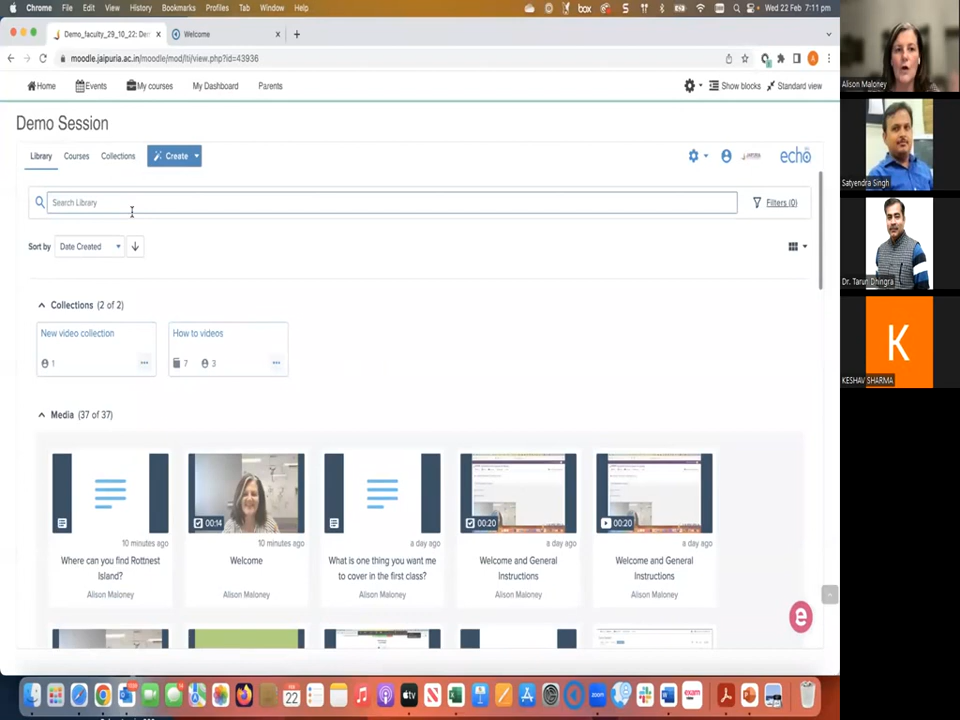 Chrome File Edit View History Bookmarks Profiles Tab Window Help
box S Wed 22 Feb 7:11 pm
Demo_faculty_29_10_22: Dem
Welcome
moodle.jaipuria.ac.in/moodle/mod/lti/view.php?id=43936
A
Home Events My courses My Dashboard Parents
Show blocks Standard view
Demo Session
Library Courses Collections Create
JAIPURIA
echo
Search Library
Filters (0)
Sort by Date Created
Collections (2 of 2)
New video collection
1
How to videos
7 3
Media (37 of 37)
00:14
00:20
00:20
10 minutes ago
10 minutes ago
a day ago
a day ago
a day ago
Where can you find Rottnest
Island?
Alison Maloney
Welcome
Alison Maloney
What is one thing you want me
to cover in the first class?
Alison Maloney
Welcome and General
Instructions
Alison Maloney
Welcome and General
Instructions
Alison Maloney
e
Alison Maloney
Satyendra Singh
Dr. Tarun Dhingra
K
KESHAV SHARMA
22
tv
zoom
exam